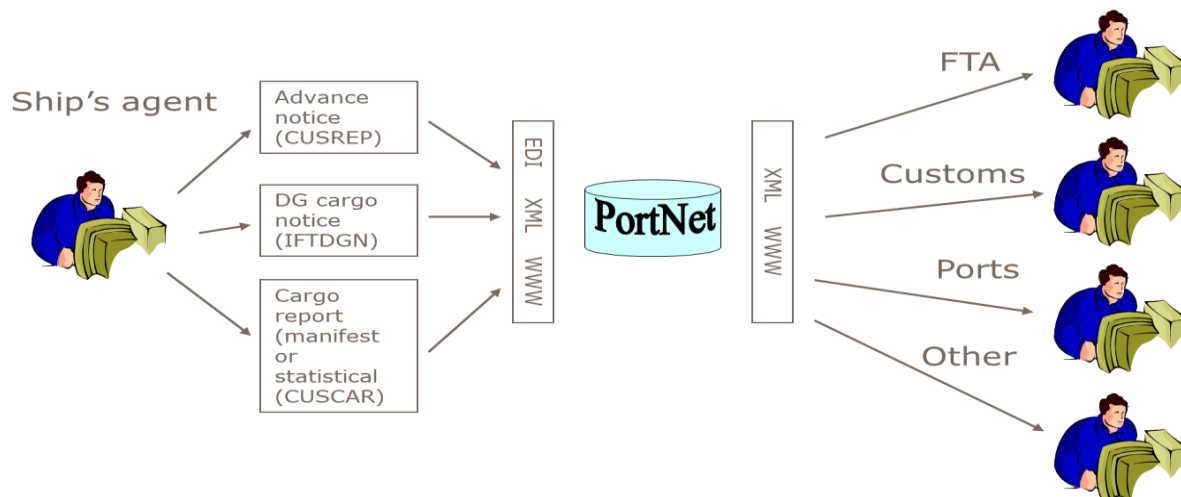 Ship's agent
Advance
notice
(CUSREP)
DG cargo
notice
(IFTDGN)
Cargo
report
(manifest
or
statistical
(CUSCAR)
EDI XML WWW
PortNet
XML WWW
FTA
Customs
Ports
Other